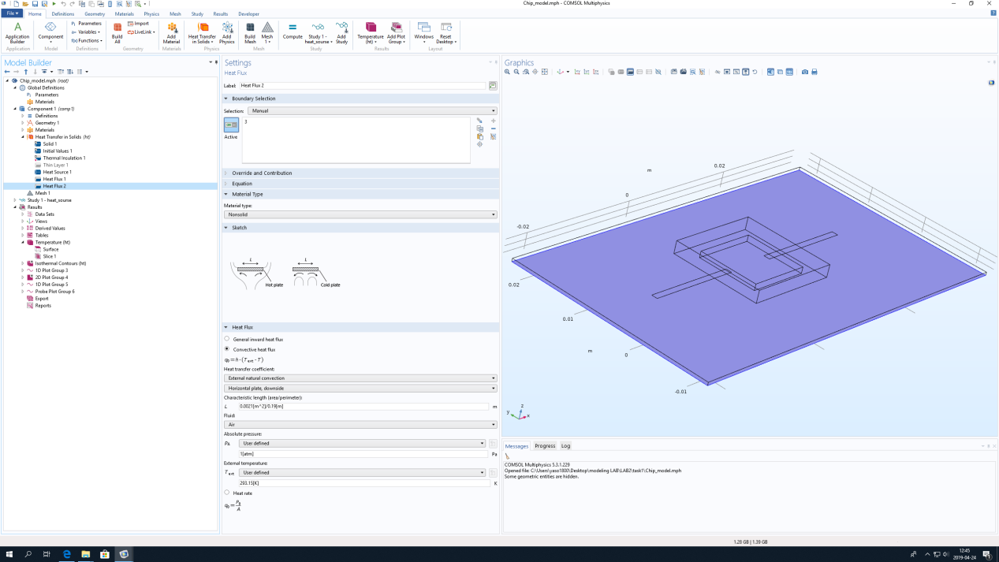 Chip_model.mph - COMSOL Multiphysics
File Home Definitions Geometry Materials Physics Mesh Study Results Developer
Application Builder
Component
Pi Parameters
a= Variables
f(x) Functions
Build All
Import
LiveLink
Add Material
Heat Transfer in Solids
Add Physics
Build Mesh
Mesh 1
Compute
Study 1 - heat_sourse
Add Study
Temperature (ht)
Add Plot Group
Windows
Reset Desktop
Application Model Definitions Geometry Materials Physics Mesh Study Results Layout
Model Builder
Chip_model.mph (root)
Global Definitions
Pi Parameters
Materials
Component 1 (comp1)
Definitions
Geometry 1
Materials
Heat Transfer in Solids (ht)
Solid 1
Initial Values 1
Thermal Insulation 1
Thin Layer 1
Heat Source 1
Heat Flux 1
Heat Flux 2
Mesh 1
Study 1 - heat_sourse
Results
Data Sets
Views
Derived Values
Tables
Temperature (ht)
Surface
Slice 1
Isothermal Contours (ht)
1D Plot Group 3
2D Plot Group 4
1D Plot Group 5
Probe Plot Group 6
Export
Reports
Settings
Heat Flux
Label: Heat Flux 2
Boundary Selection
Selection: Manual
3
Active
Override and Contribution
Equation
Material Type
Material type:
Nonsolid
Sketch
L L
Hot plate Cold plate
Heat Flux
General inward heat flux
Convective heat flux
q0=h·(Text-T)
Heat transfer coefficient:
External natural convection
Horizontal plate, downside
Characteristic length (area/perimeter):
L 0.0021[m^2]/0.19[m] m
Fluid:
Air
Absolute pressure:
PA User defined
1[atm] Pa
External temperature:
Text User defined
293.15[K] K
Heat rate
q0=P0/A
Graphics
m
0.02
0
-0.02
0.02
0.01
m
0
-0.01
z
y
x
Messages Progress Log
COMSOL Multiphysics 5.3.1.229
Opened file: C:\Users\yaso1800\Desktop\modeling LAB\LAB2\task1\Chip_model.mph
Some geometric entities are hidden.
1.28 GB | 1.39 GB
12:45
2019-04-24